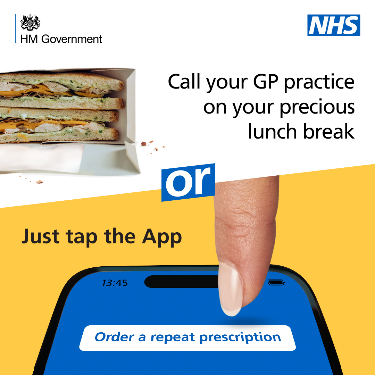 HM Government
NHS
Call your GP practice
on your precious
lunch break
or
Just tap the App
13:45
Order a repeat prescription